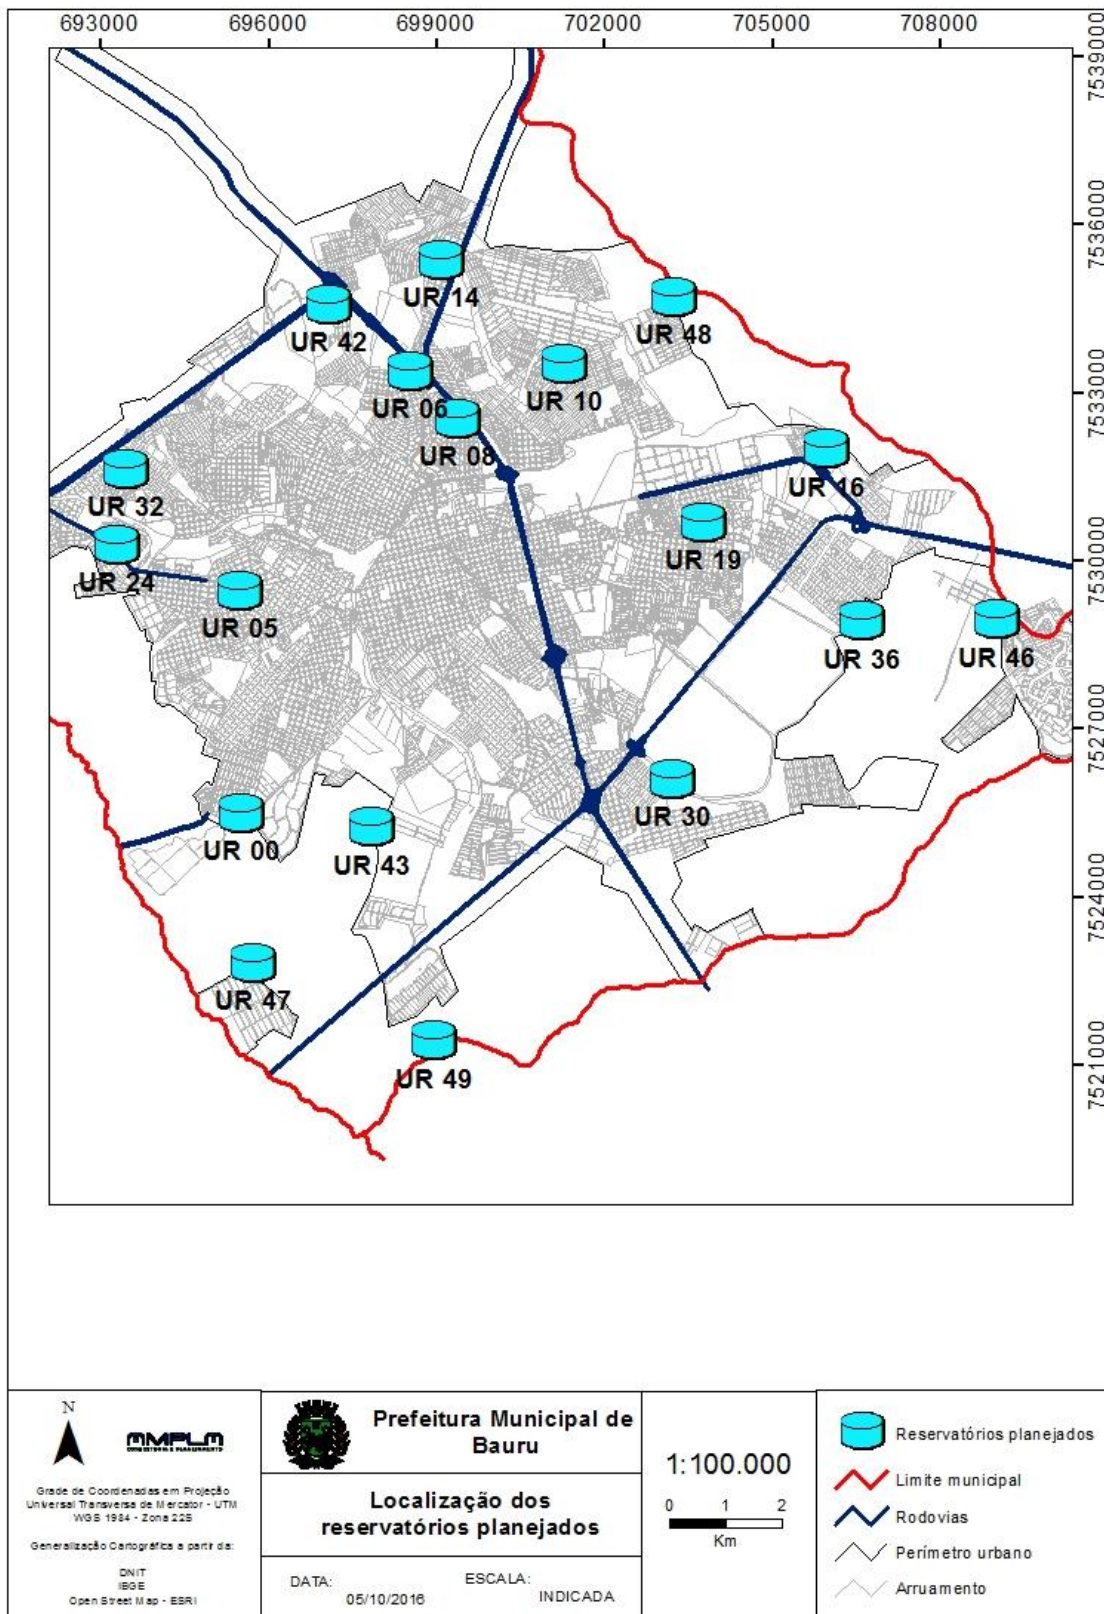 693000 696000 699000 702000 705000 708000
7539000
7536000
7533000
7530000
7527000
7524000
7521000
UR 14
UR 48
UR 42
UR 10
UR 06
UR 08
UR 16
UR 32
UR 19
UR 24
UR 05
UR 36
UR 46
UR 30
UR 00
UR 43
UR 47
UR 49
N
MMPLM
Grade de Coordenadas em Projeção
Universal Transversa de Mercator - UTM
WGS 1984 - Zona 22S
Generalização Cartográfica a partir da:
DNIT
IBGE
Open Street Map - ESRI
Prefeitura Municipal de
Bauru
Localização dos
reservatórios planejados
DATA:
05/10/2016
ESCALA:
INDICADA
1:100.000
0 1 2
Km
Reservatórios planejados
Limite municipal
Rodovias
Perímetro urbano
Arruamento